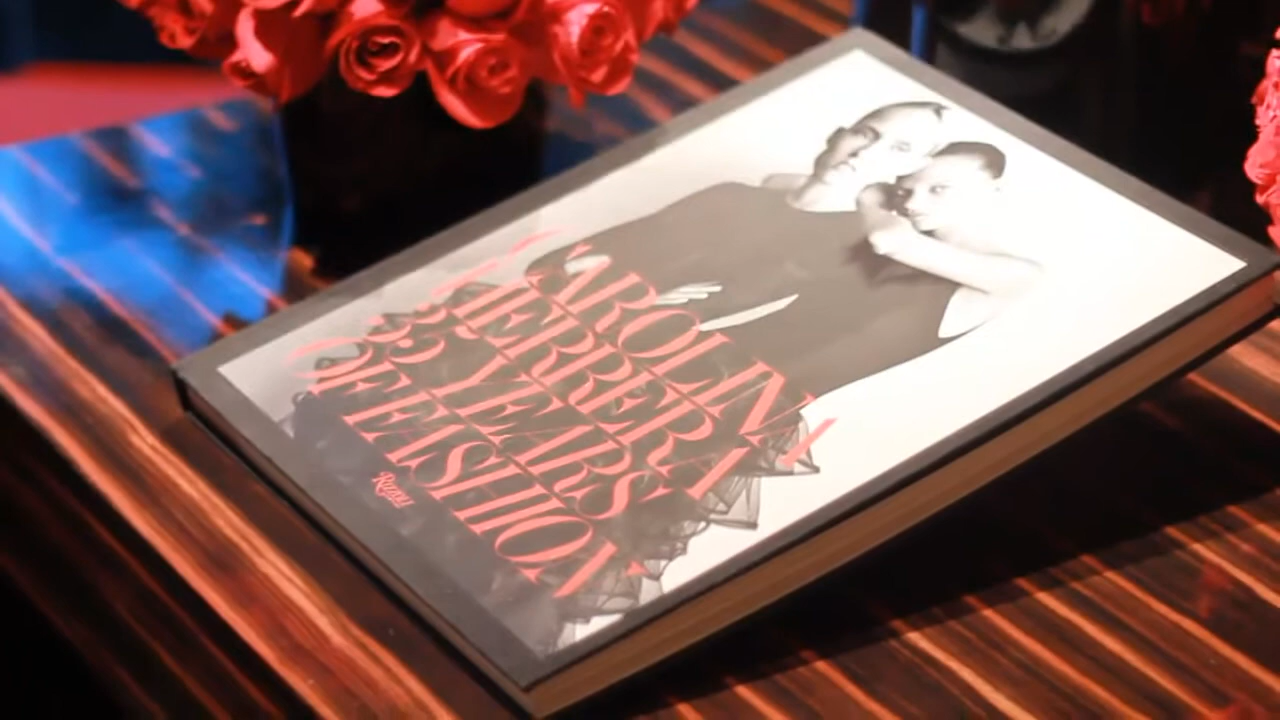 CAROLINA
HERRERA
35 YEARS
OF FASHION
Rizzoli